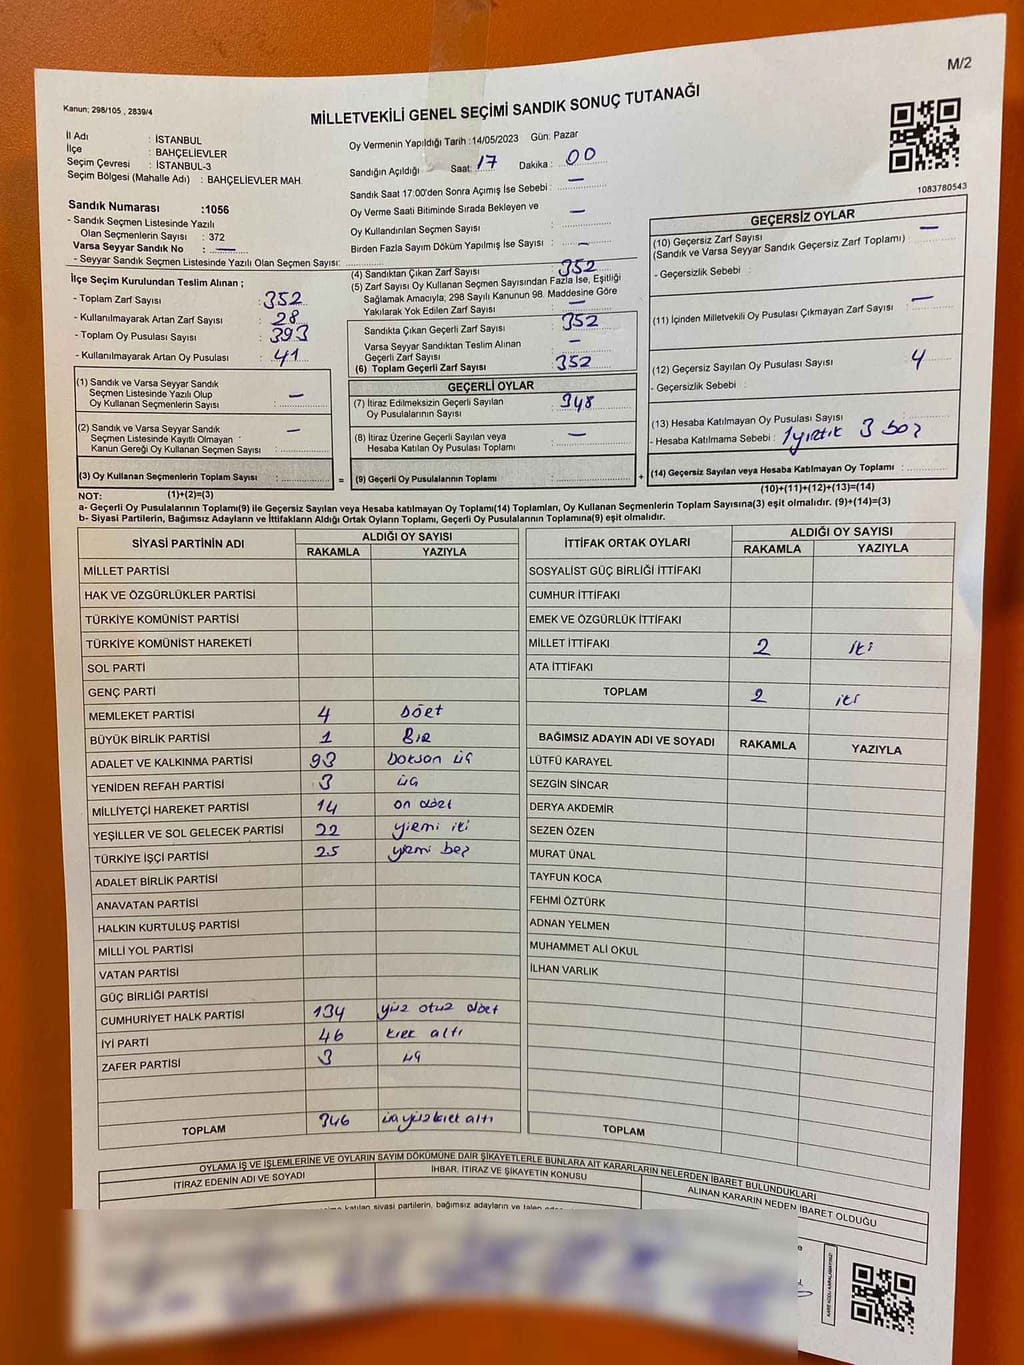 M/2
Kanun; 298/105 , 2839/4
MİLLETVEKİLİ GENEL SEÇİMİ SANDIK SONUÇ TUTANAĞI
1083780543
İl Adı : İSTANBUL
İlçe : BAHÇELİEVLER
Seçim Çevresi : İSTANBUL-3
Seçim Bölgesi (Mahalle Adı) : BAHÇELİEVLER MAH.
Sandık Numarası :1056
- Sandık Seçmen Listesinde Yazılı
Olan Seçmenlerin Sayısı : 372
Varsa Seyyar Sandık No : —
- Seyyar Sandık Seçmen Listesinde Yazılı Olan Seçmen Sayısı:
İlçe Seçim Kurulundan Teslim Alınan ;
- Toplam Zarf Sayısı : 352
- Kullanılmayarak Artan Zarf Sayısı : 28
- Toplam Oy Pusulası Sayısı : 393
- Kullanılmayarak Artan Oy Pusulası : 41
(1) Sandık ve Varsa Seyyar Sandık
Seçmen Listesinde Yazılı Olup
Oy Kullanan Seçmenlerin Sayısı : —
(2) Sandık ve Varsa Seyyar Sandık
Seçmen Listesinde Kayıtlı Olmayan
Kanun Gereği Oy Kullanan Seçmen Sayısı : —
(3) Oy Kullanan Seçmenlerin Toplam Sayısı :
(1)+(2)=(3)
Oy Vermenin Yapıldığı Tarih :14/05/2023 Gün: Pazar
Sandığın Açıldığı Saat: 17 Dakika : 00
Sandık Saat 17:00'den Sonra Açımış İse Sebebi : —
Oy Verme Saati Bitiminde Sırada Bekleyen ve
Oy Kullandırılan Seçmen Sayısı : —
Birden Fazla Sayım Döküm Yapılmış İse Sayısı : —
(4) Sandıktan Çıkan Zarf Sayısı : 352
(5) Zarf Sayısı Oy Kullanan Seçmen Sayısından Fazla İse, Eşitliği
Sağlamak Amacıyla; 298 Sayılı Kanunun 98. Maddesine Göre
Yakılarak Yok Edilen Zarf Sayısı : —
Sandıkta Çıkan Geçerli Zarf Sayısı : 352
Varsa Seyyar Sandıktan Teslim Alınan
Geçerli Zarf Sayısı : —
(6) Toplam Geçerli Zarf Sayısı : 352
GEÇERLİ OYLAR
(7) İtiraz Edilmeksizin Geçerli Sayılan
Oy Pusulalarının Sayısı : 348
(8) İtiraz Üzerine Geçerli Sayılan veya
Hesaba Katılan Oy Pusulası Toplamı : —
= (9) Geçerli Oy Pusulalarının Toplamı : +
GEÇERSİZ OYLAR
(10) Geçersiz Zarf Sayısı
(Sandık ve Varsa Seyyar Sandık Geçersiz Zarf Toplamı) : —
- Geçersizlik Sebebi :
(11) İçinden Milletvekili Oy Pusulası Çıkmayan Zarf Sayısı : —
(12) Geçersiz Sayılan Oy Pusulası Sayısı : 4
- Geçersizlik Sebebi :
(13) Hesaba Katılmayan Oy Pusulası Sayısı :
- Hesaba Katılmama Sebebi : 1 yırtık 3 boş
(14) Geçersiz Sayılan veya Hesaba Katılmayan Oy Toplamı :
(10)+(11)+(12)+(13)=(14)
NOT:
a- Geçerli Oy Pusulalarının Toplamı(9) ile Geçersiz Sayılan veya Hesaba katılmayan Oy Toplamı(14) Toplamları, Oy Kullanan Seçmenlerin Toplam Sayısına(3) eşit olmalıdır. (9)+(14)=(3)
b- Siyasi Partilerin, Bağımsız Adayların ve İttifakların Aldığı Ortak Oyların Toplamı, Geçerli Oy Pusulalarının Toplamına(9) eşit olmalıdır.
SİYASİ PARTİNİN ADI ALDIĞI OY SAYISI
RAKAMLA YAZIYLA
MİLLET PARTİSİ
HAK VE ÖZGÜRLÜKLER PARTİSİ
TÜRKİYE KOMÜNİST PARTİSİ
TÜRKİYE KOMÜNİST HAREKETİ
SOL PARTİ
GENÇ PARTİ
MEMLEKET PARTİSİ 4 Dört
BÜYÜK BİRLİK PARTİSİ 1 Bir
ADALET VE KALKINMA PARTİSİ 93 Doksan üç
YENİDEN REFAH PARTİSİ 3 üç
MİLLİYETÇİ HAREKET PARTİSİ 14 on dört
YEŞİLLER VE SOL GELECEK PARTİSİ 22 yirmi iki
TÜRKİYE İŞÇİ PARTİSİ 25 yirmi beş
ADALET BİRLİK PARTİSİ
ANAVATAN PARTİSİ
HALKIN KURTULUŞ PARTİSİ
MİLLİ YOL PARTİSİ
VATAN PARTİSİ
GÜÇ BİRLİĞİ PARTİSİ
CUMHURİYET HALK PARTİSİ 134 yüz otuz dört
İYİ PARTİ 46 kırk altı
ZAFER PARTİSİ 3 üç
TOPLAM 346 üçyüzkırk altı
İTTİFAK ORTAK OYLARI ALDIĞI OY SAYISI
RAKAMLA YAZIYLA
SOSYALİST GÜÇ BİRLİĞİ İTTİFAKI
CUMHUR İTTİFAKI
EMEK VE ÖZGÜRLÜK İTTİFAKI
MİLLET İTTİFAKI 2 iki
ATA İTTİFAKI
TOPLAM 2 iki
BAĞIMSIZ ADAYIN ADI VE SOYADI RAKAMLA YAZIYLA
LÜTFÜ KARAYEL
SEZGİN SİNCAR
DERYA AKDEMİR
SEZEN ÖZEN
MURAT ÜNAL
TAYFUN KOCA
FEHMİ ÖZTÜRK
ADNAN YELMEN
MUHAMMET ALİ OKUL
İLHAN VARLIK
TOPLAM
OYLAMA İŞ VE İŞLEMLERİNE VE OYLARIN SAYIM DÖKÜMÜNE DAİR ŞİKAYETLERLE BUNLARA AİT KARARLARIN NELERDEN İBARET BULUNDUKLARI
İTİRAZ EDENİN ADI VE SOYADI
İHBAR, İTİRAZ VE ŞİKAYETİN KONUSU
ALINAN KARARIN NEDEN İBARET OLDUĞU
katılan siyasi partilerin, bağımsız adayların ve talep
KARE KODU KARALAMAYINIZ!